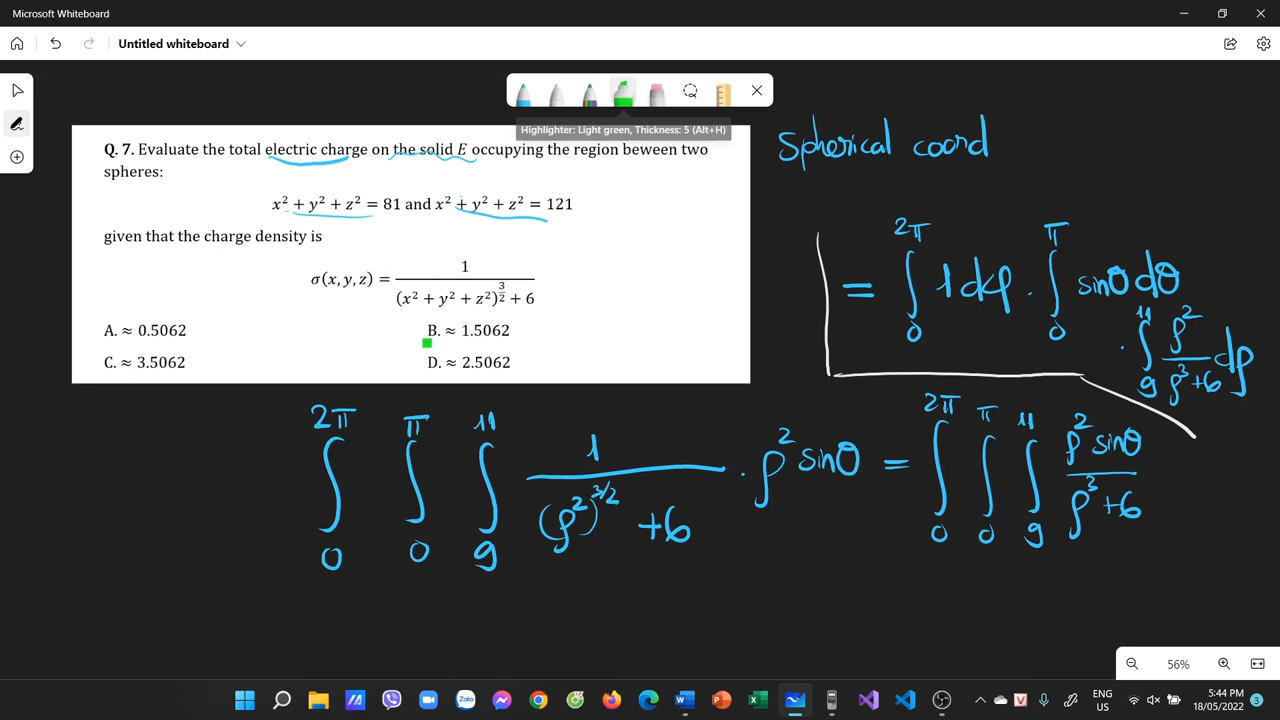 Microsoft Whiteboard
Untitled whiteboard
Highlighter: Light green, Thickness: 5 (Alt+H)
Q. 7. Evaluate the total electric charge on the solid E occupying the region beween two
spheres:
x² + y² + z² = 81 and x² + y² + z² = 121
given that the charge density is
σ(x, y, z) = 1 / ((x² + y² + z²)^(3/2) + 6)
A. ≈ 0.5062
B. ≈ 1.5062
C. ≈ 3.5062
D. ≈ 2.5062
Spherical coord
= ∫₀^2π 1 dφ . ∫₀^π sinθ dθ
. ∫₉^11 ρ² / (ρ³ + 6) dρ
∫₀^2π ∫₀^π ∫₉^11 1 / ((ρ²)^(3/2) + 6) . ρ² sinθ = ∫₀^2π ∫₀^π ∫₉^11 ρ² sinθ / (ρ³ + 6)
56%
Zalo
ENG
US
V
5:44 PM
18/05/2022
3